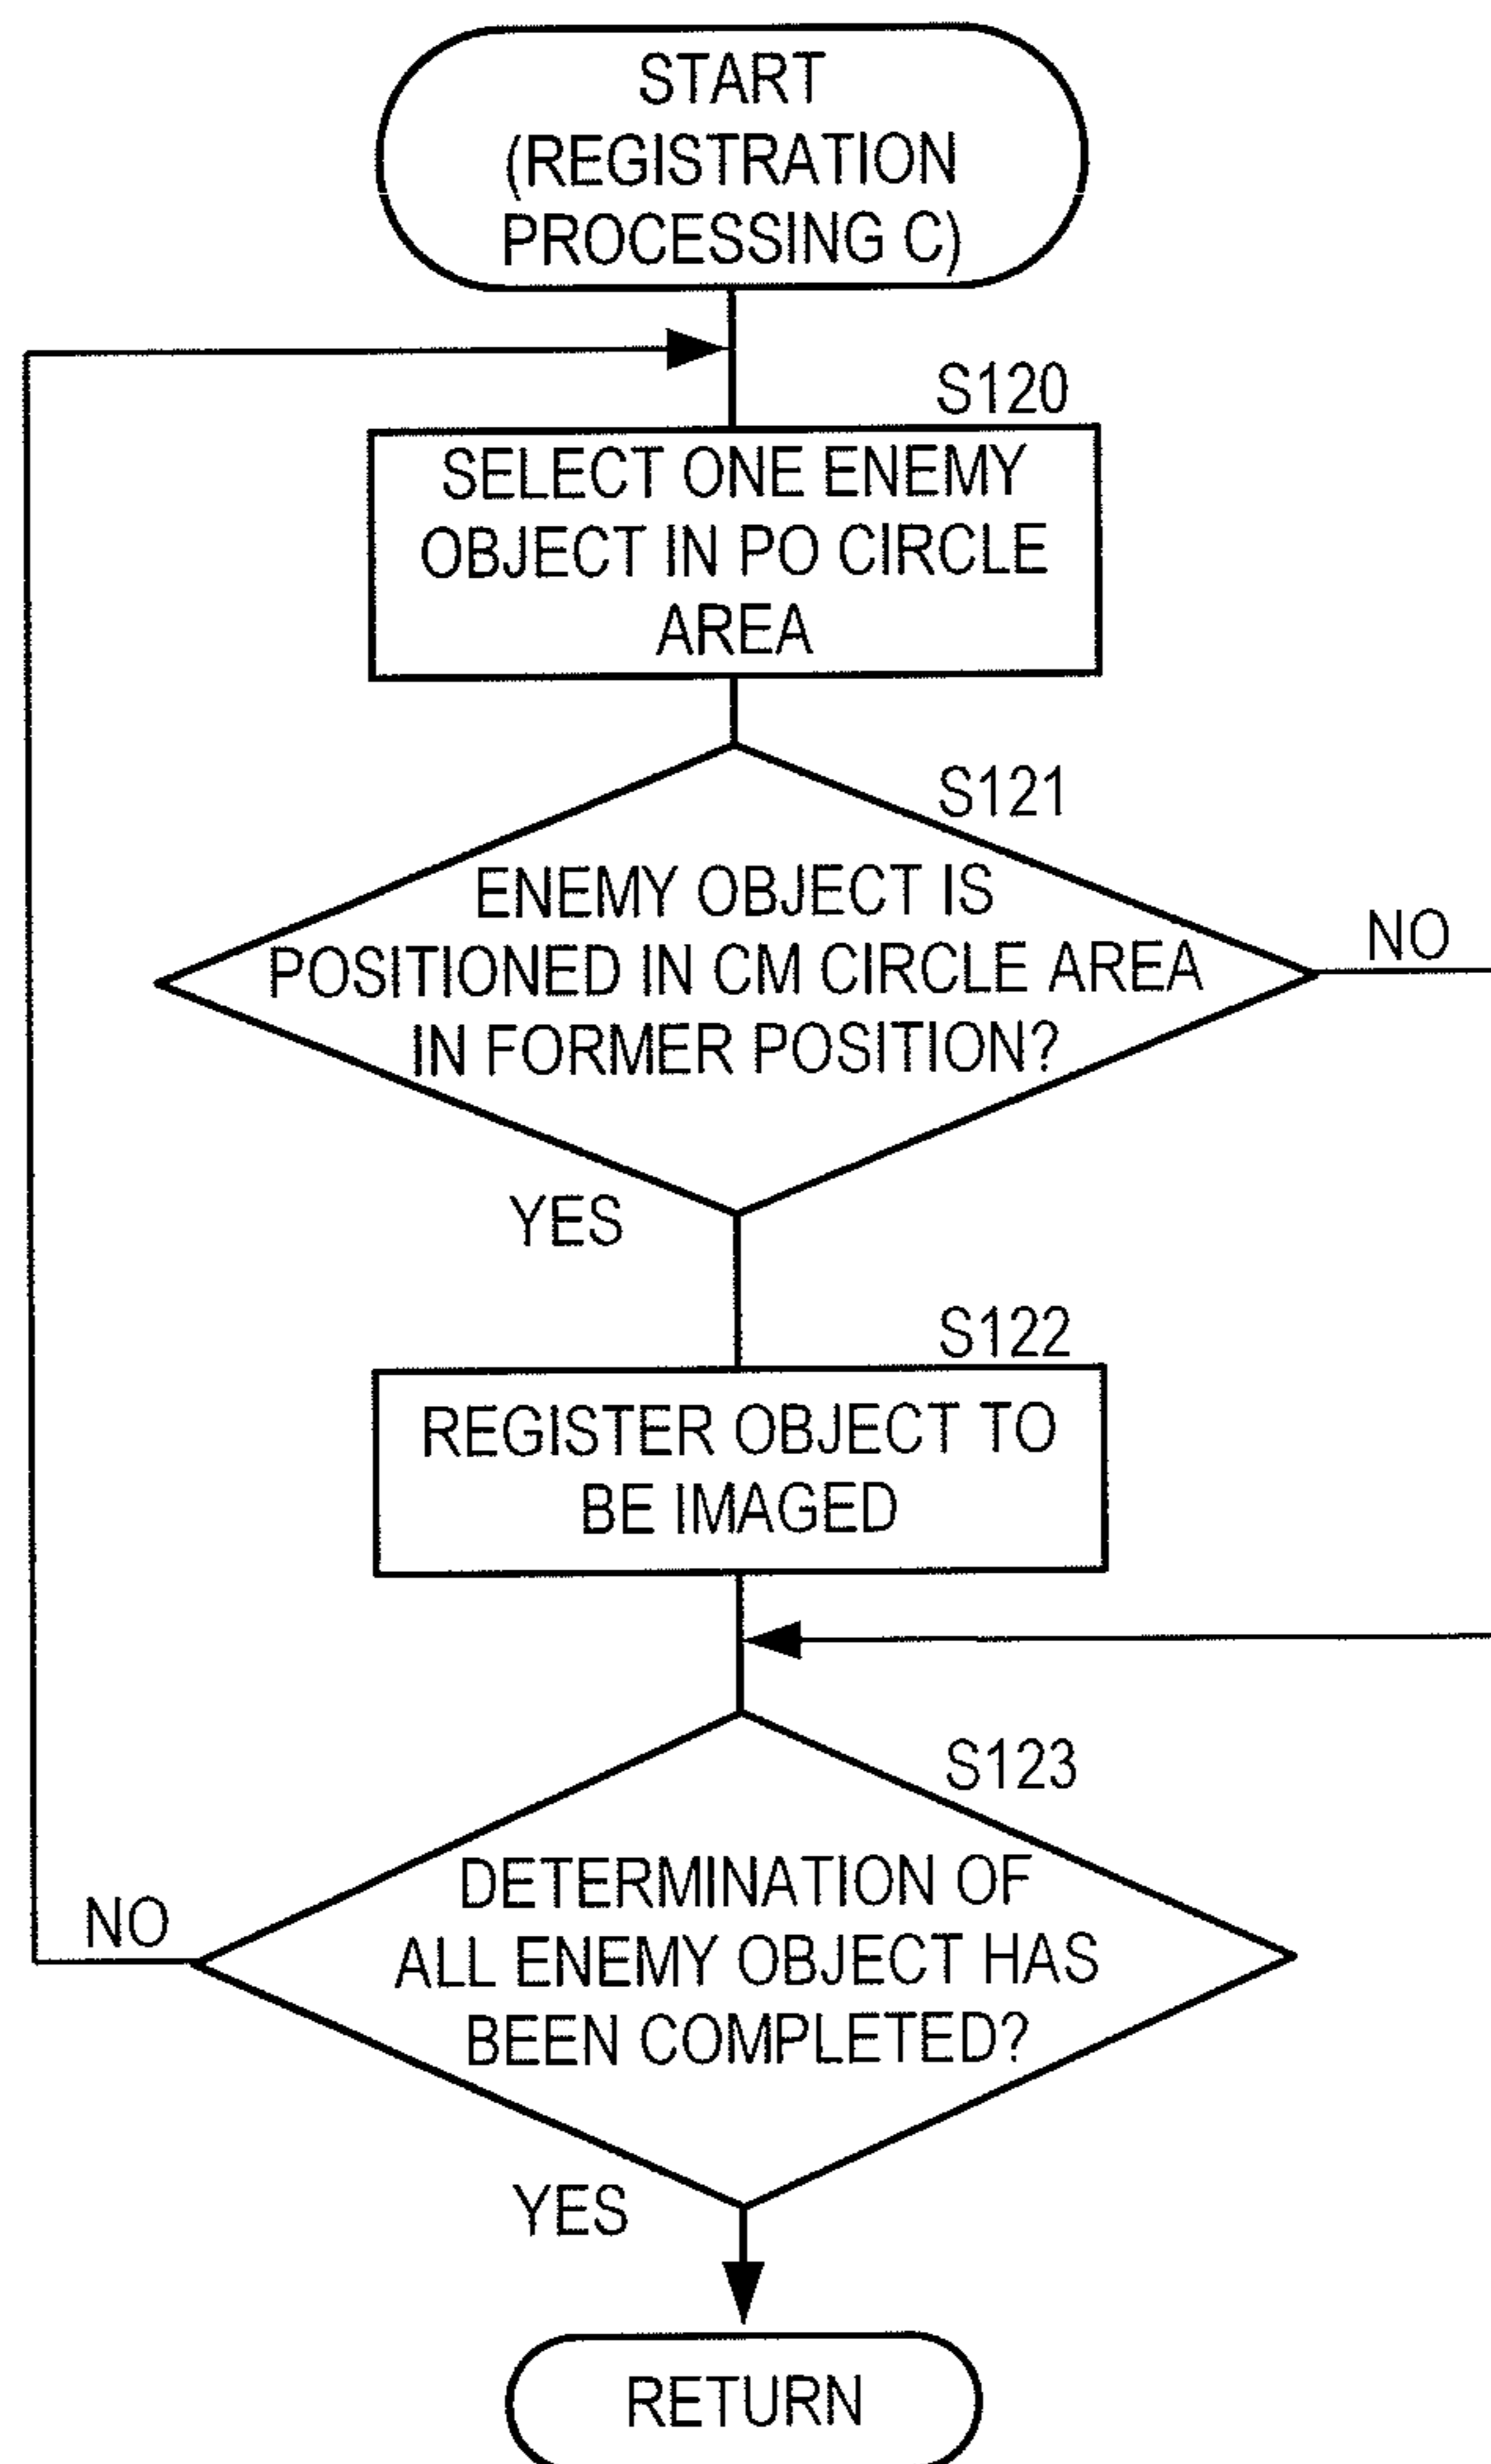 START
(REGISTRATION
PROCESSING C)
S120
SELECT ONE ENEMY
OBJECT IN PO CIRCLE
AREA
S121
ENEMY OBJECT IS
POSITIONED IN CM CIRCLE AREA
IN FORMER POSITION?
NO
YES
S122
REGISTER OBJECT TO
BE IMAGED
S123
DETERMINATION OF
ALL ENEMY OBJECT HAS
BEEN COMPLETED?
NO
YES
RETURN